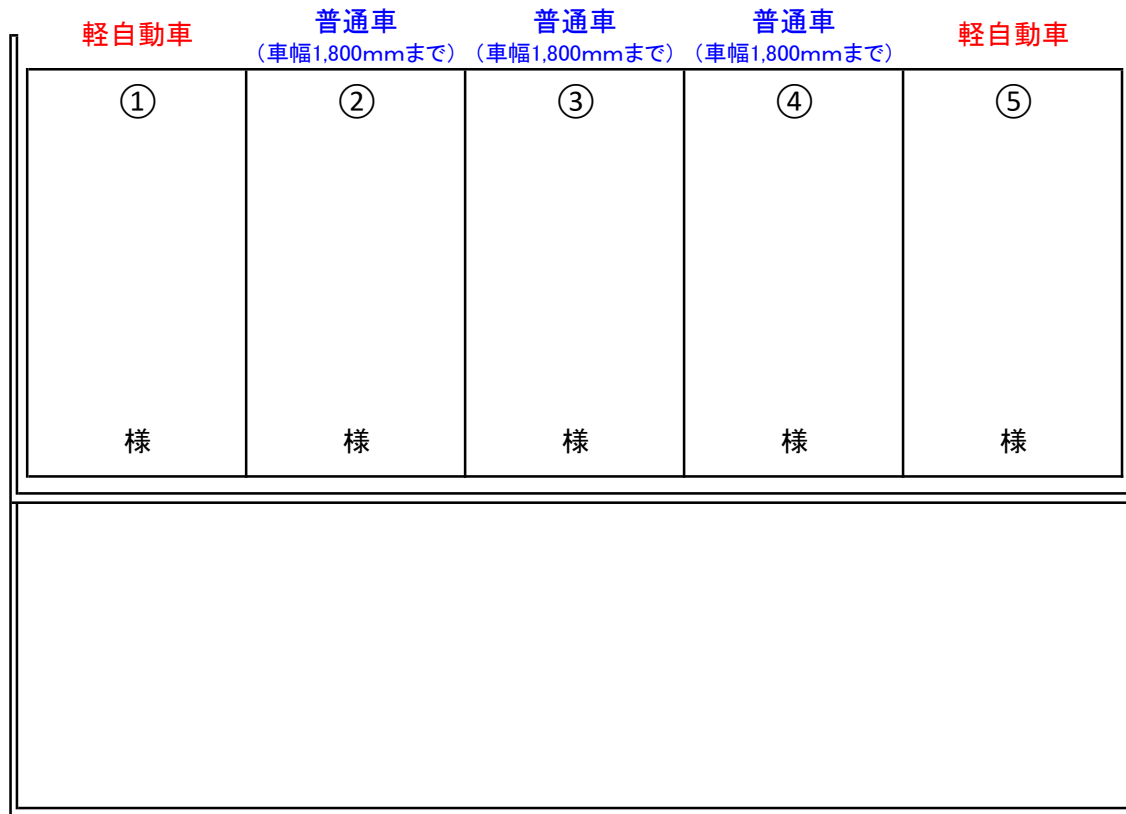 軽自動車 普通車 普通車 普通車 軽自動車
（車幅1,800mmまで） （車幅1,800mmまで） （車幅1,800mmまで）
① ② ③ ④ ⑤
様 様 様 様 様